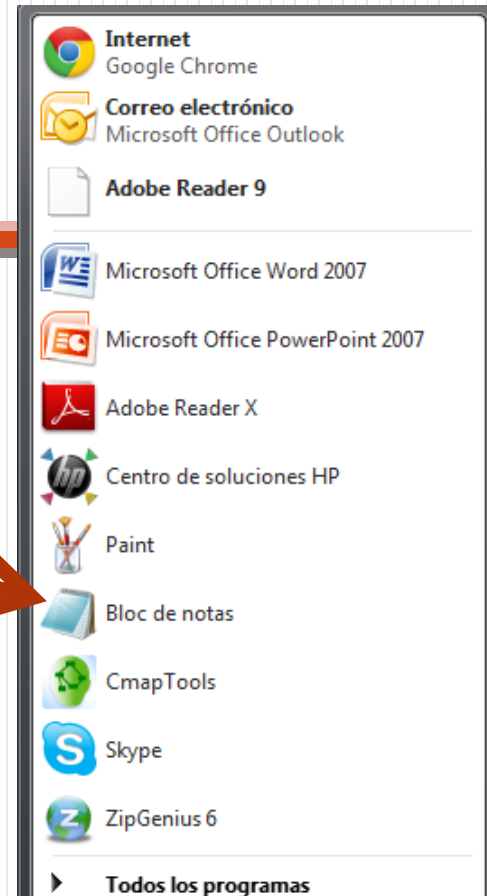 Internet
Google Chrome
Correo electrónico
Microsoft Office Outlook
Adobe Reader 9
Microsoft Office Word 2007
Microsoft Office PowerPoint 2007
Adobe Reader X
Centro de soluciones HP
Paint
Bloc de notas
CmapTools
Skype
ZipGenius 6
Todos los programas